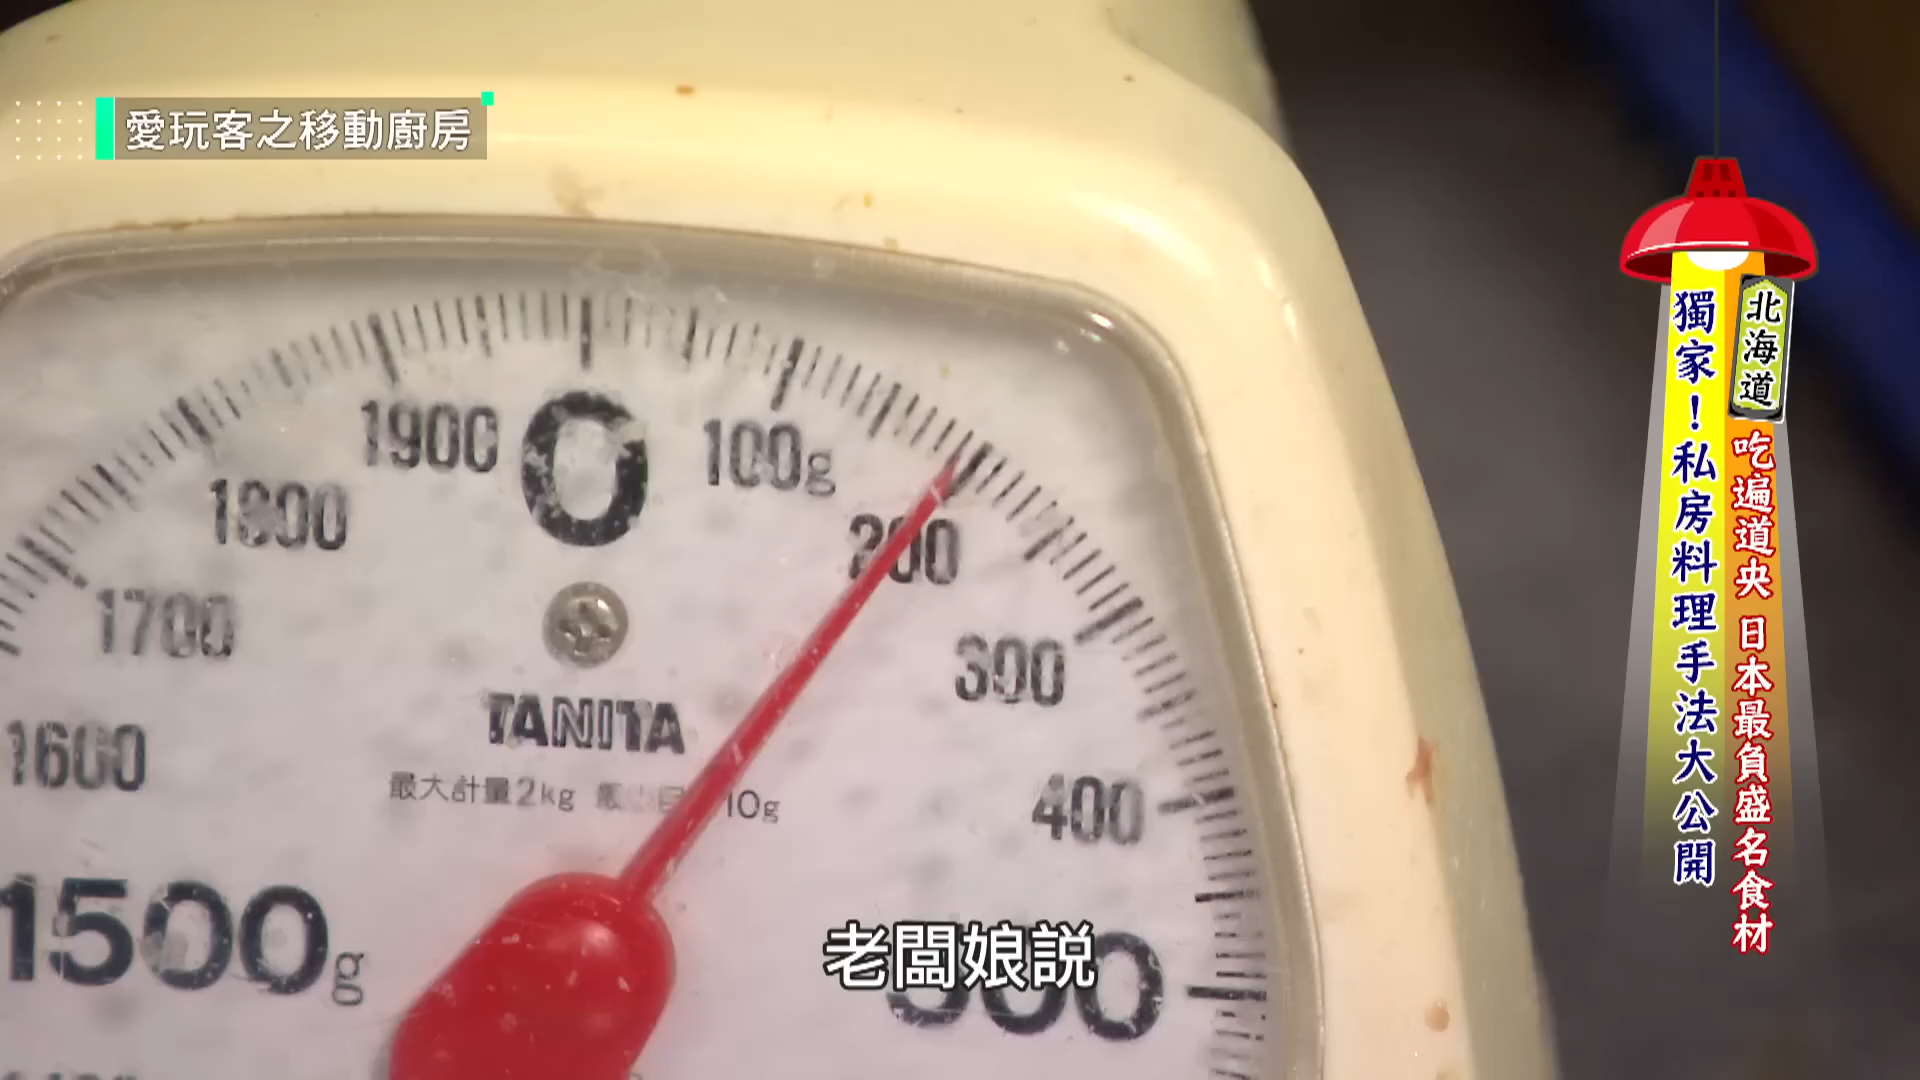 愛玩客之移動廚房
北海道
吃遍道央 日本最負盛名食材
獨家！私房料理手法大公開
1900
0
100g
1800
200
1700
300
TANITA
1600
最大計量2kg
10g
400
1500g
500
老闆娘説